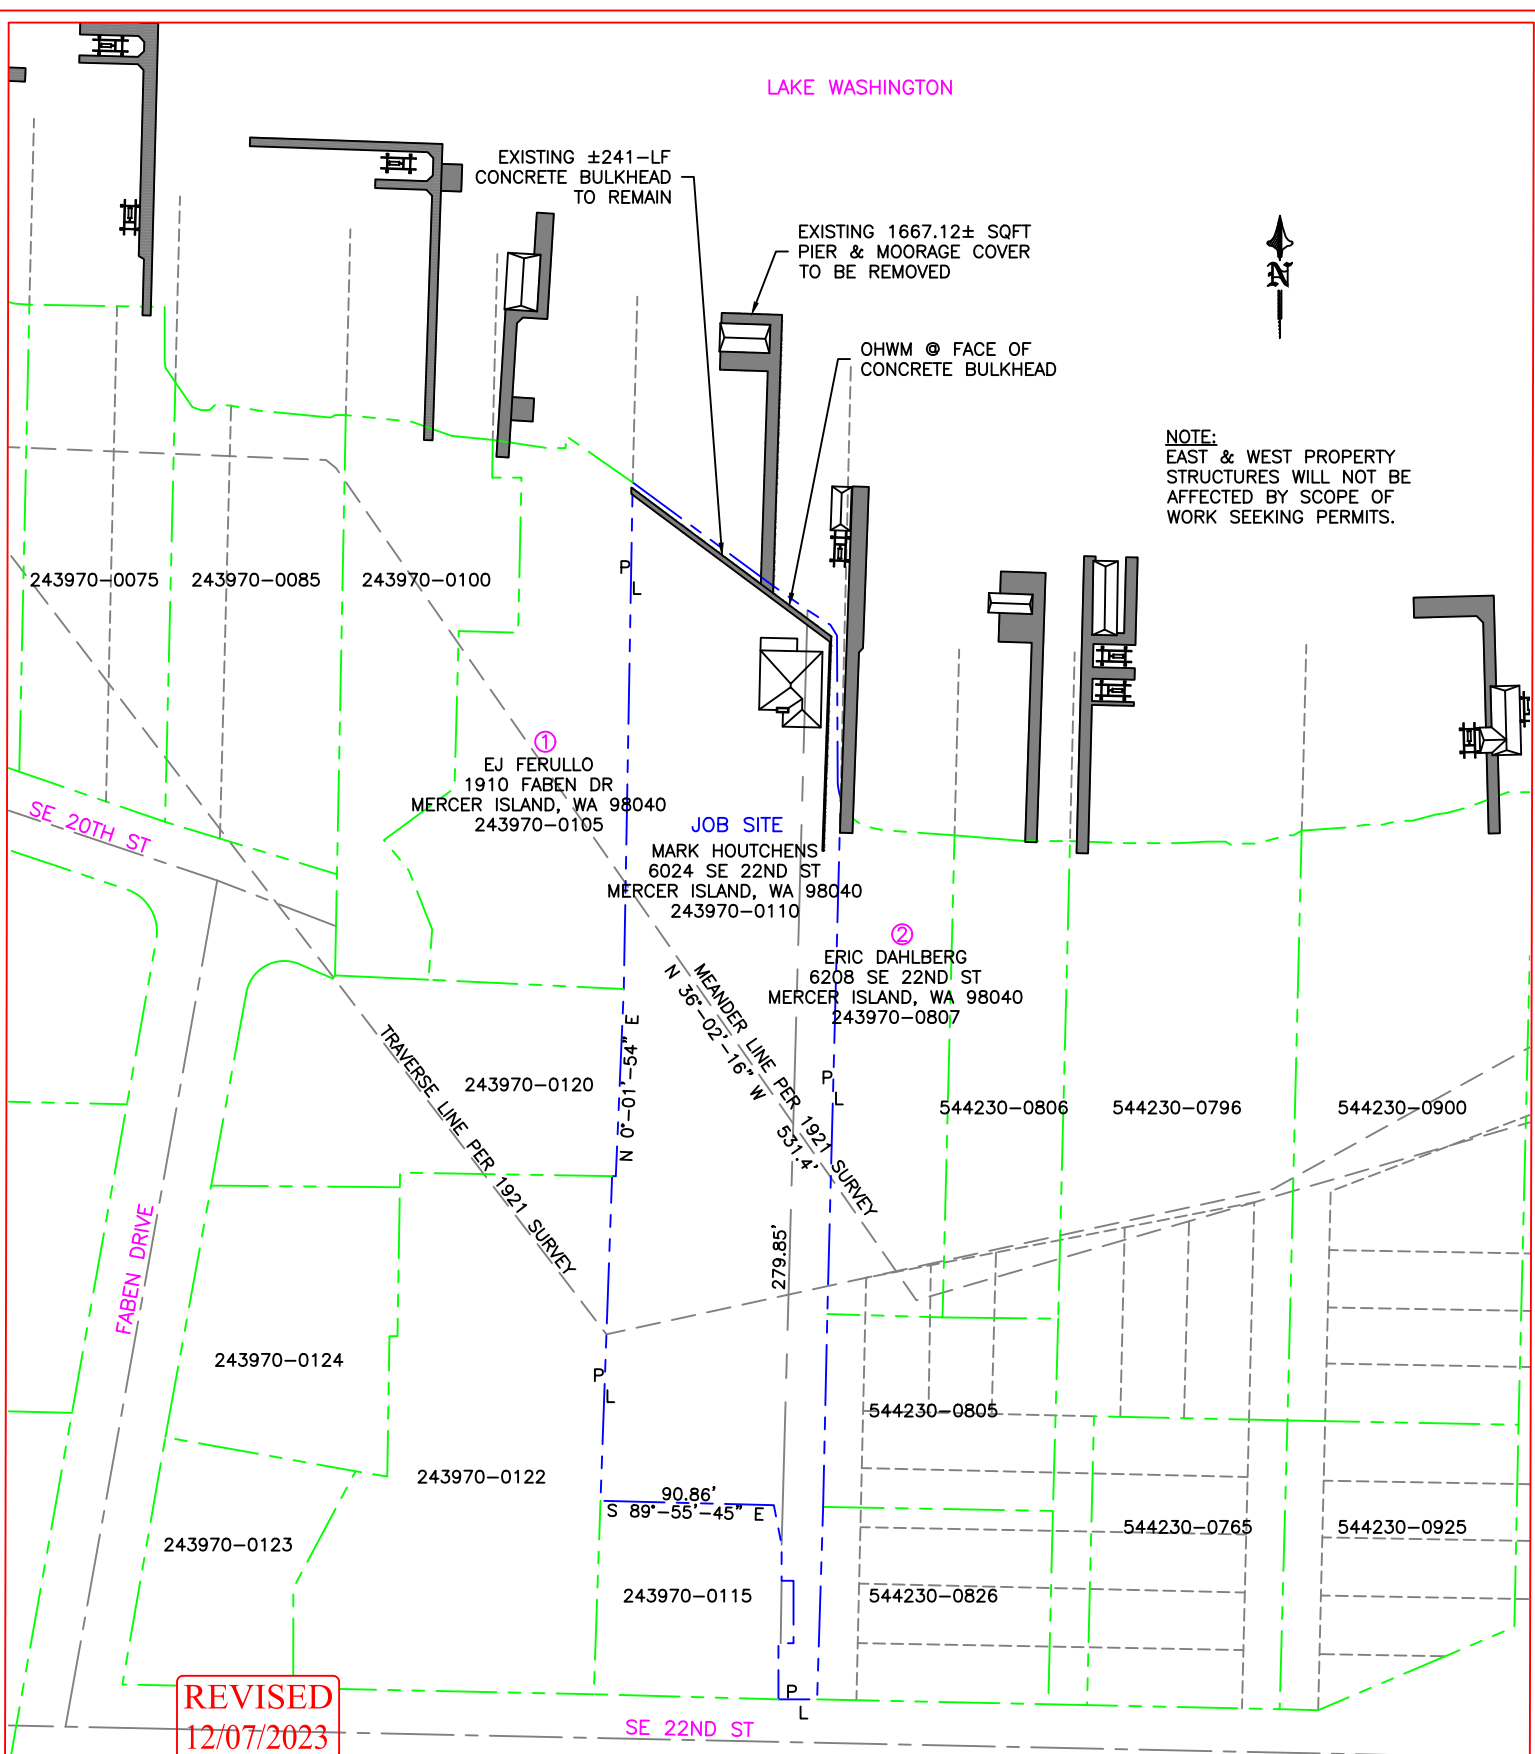 LAKE WASHINGTON
EXISTING ±241-LF
CONCRETE BULKHEAD
TO REMAIN
EXISTING 1667.12± SQFT
PIER & MOORAGE COVER
TO BE REMOVED
N
OHWM @ FACE OF
CONCRETE BULKHEAD
NOTE:
EAST & WEST PROPERTY
STRUCTURES WILL NOT BE
AFFECTED BY SCOPE OF
WORK SEEKING PERMITS.
243970-0075
243970-0085
243970-0100
P
L
1
EJ FERULLO
1910 FABEN DR
MERCER ISLAND, WA 98040
243970-0105
SE 20TH ST
JOB SITE
MARK HOUTCHENS
6024 SE 22ND ST
MERCER ISLAND, WA 98040
243970-0110
2
ERIC DAHLBERG
6208 SE 22ND ST
MERCER ISLAND, WA 98040
243970-0807
MEANDER LINE PER 1921 SURVEY
N 36°-02'-16" W 531.4'
TRAVERSE LINE PER 1921 SURVEY
N 0°-01'-54" E
243970-0120
P
L
544230-0806
544230-0796
544230-0900
FABEN DRIVE
279.85'
243970-0124
P
L
544230-0805
243970-0122
90.86'
S 89°-55'-45" E
243970-0123
544230-0765
544230-0925
243970-0115
544230-0826
P
L
REVISED
12/07/2023
SE 22ND ST